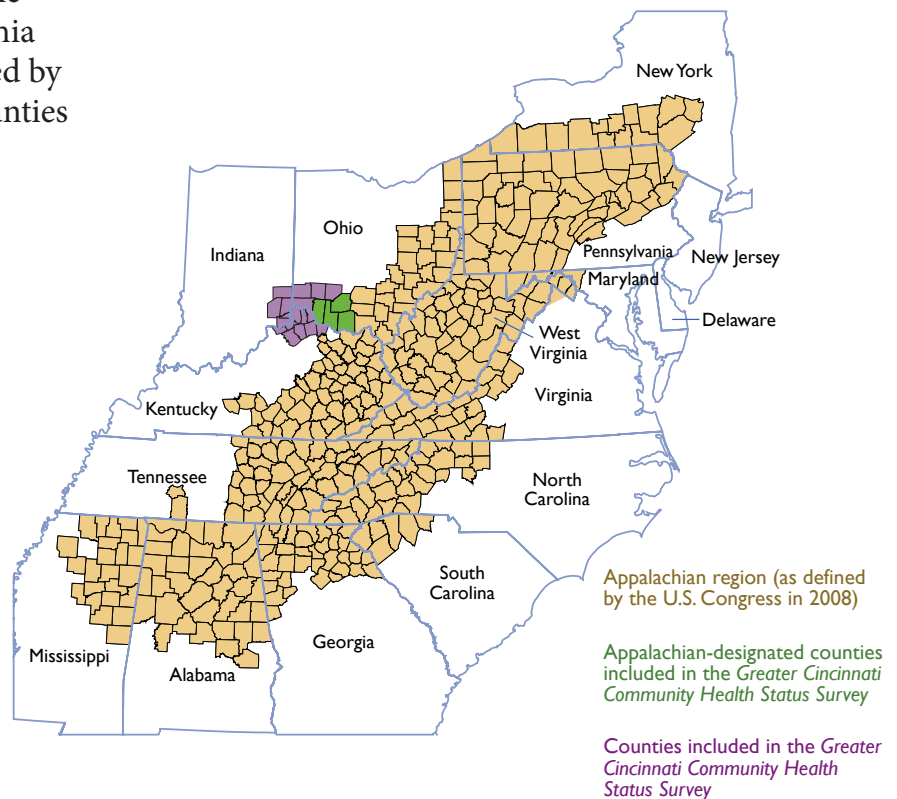 nia
ed by
unties
New York
Ohio
Indiana
Pennsylvania
New Jersey
Maryland
Delaware
West
Virginia
Virginia
Kentucky
Tennessee
North
Carolina
South
Carolina
Georgia
Mississippi
Alabama
Appalachian region (as defined
by the U.S. Congress in 2008)
Appalachian-designated counties
included in the Greater Cincinnati
Community Health Status Survey
Counties included in the Greater
Cincinnati Community Health
Status Survey